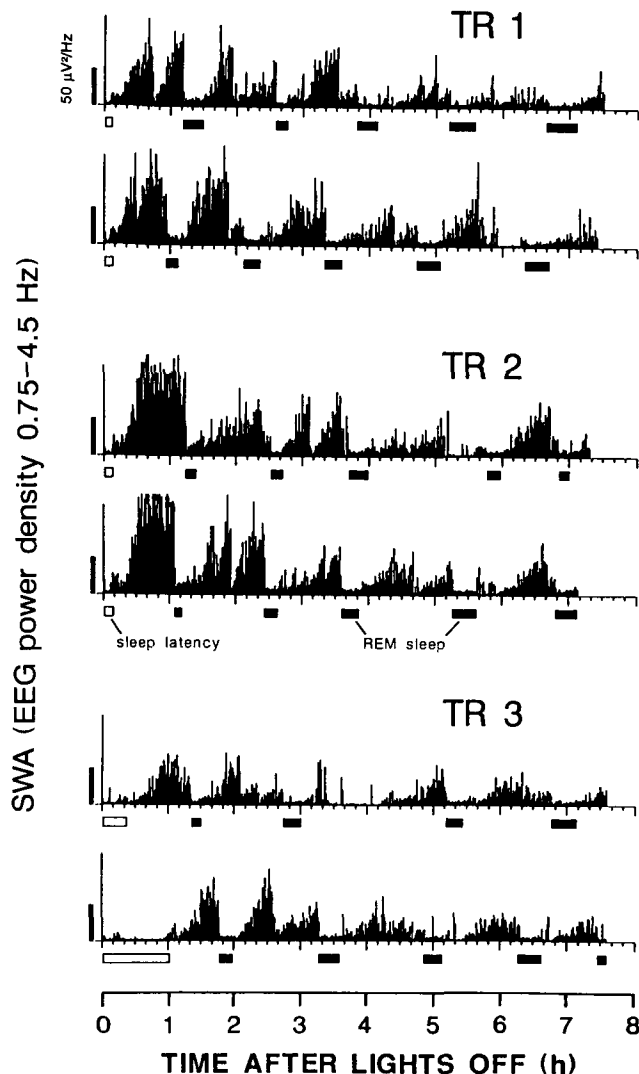 TR 1
50 μV²/Hz
TR 2
sleep latency
REM sleep
TR 3
SWA (EEG power density 0.75–4.5 Hz)
0 1 2 3 4 5 6 7 8
TIME AFTER LIGHTS OFF (h)